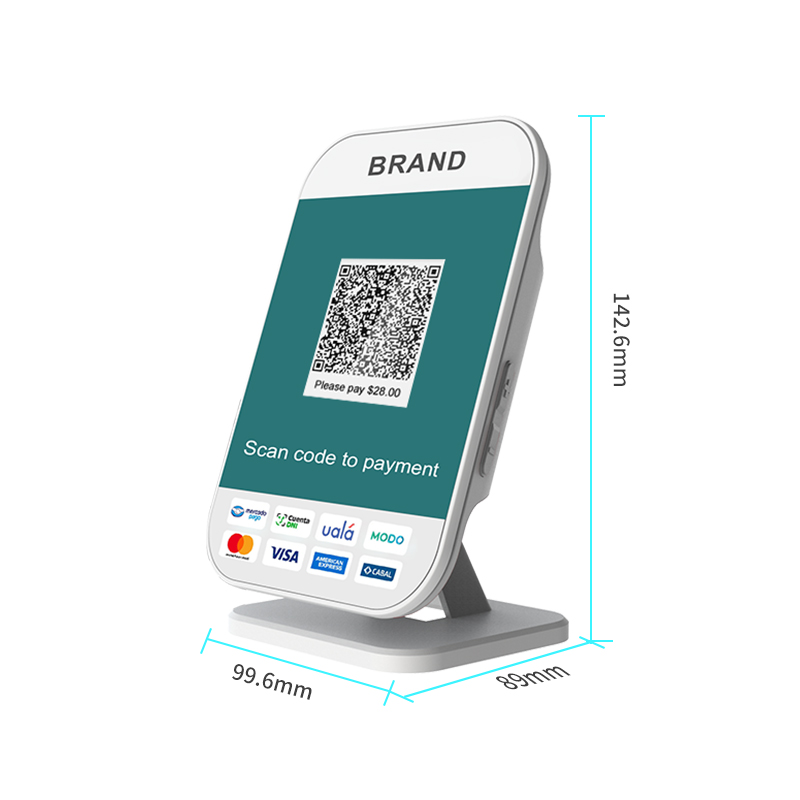 BRAND
Please pay $28.00
Scan code to payment
mercado pago
Cuenta DNI
ualá
MODO
VISA
AMERICAN EXPRESS
CABAL
142.6mm
99.6mm
89mm